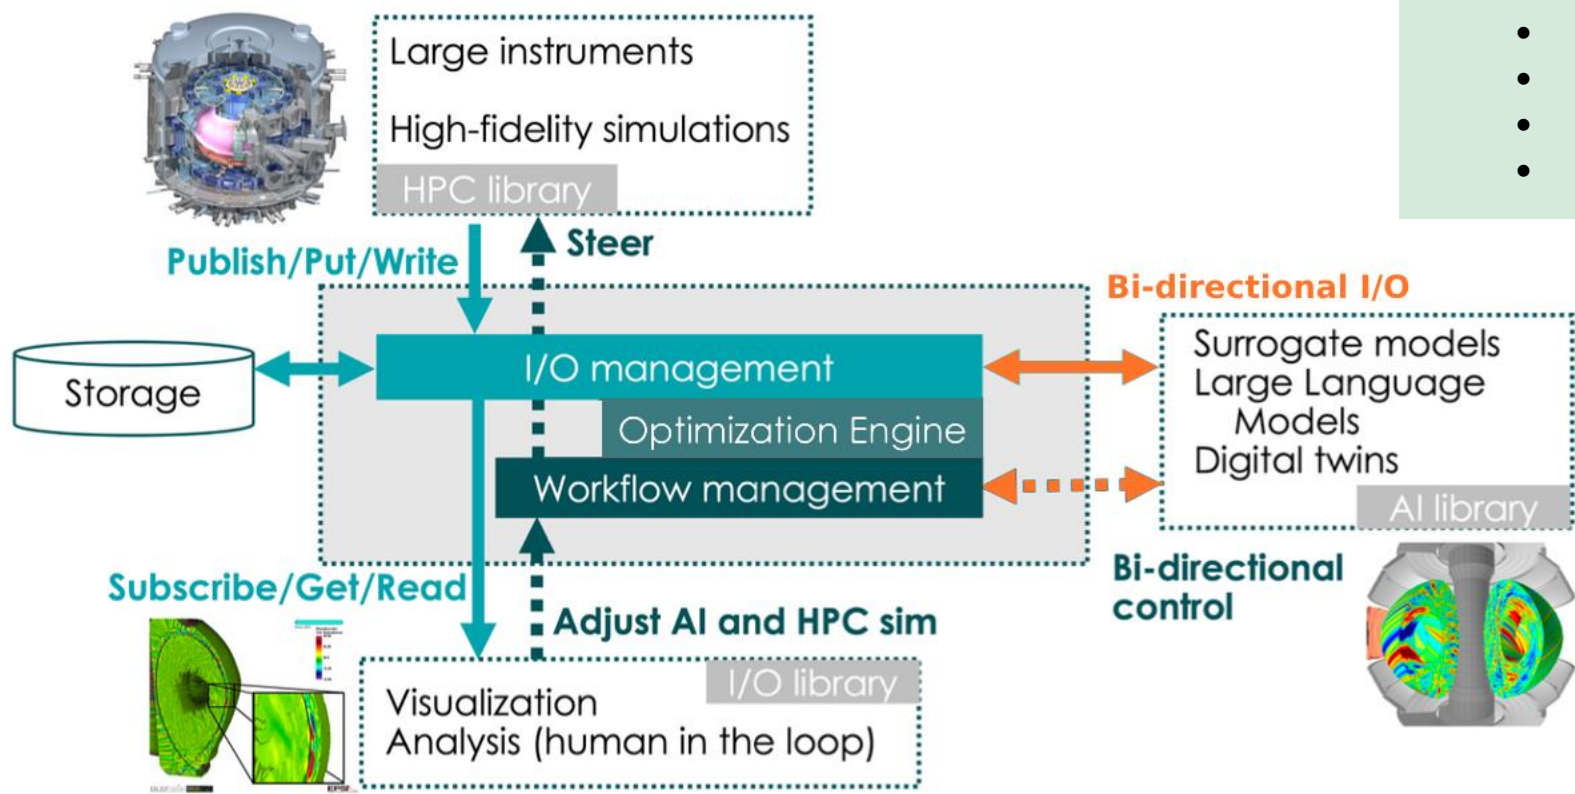 Large instruments
High-fidelity simulations
HPC library
Publish/Put/Write
Steer
Bi-directional I/O
Storage
I/O management
Optimization Engine
Workflow management
Surrogate models
Large Language
Models
Digital twins
AI library
Bi-directional
control
Subscribe/Get/Read
Adjust AI and HPC sim
I/O library
Visualization
Analysis (human in the loop)
EPSI